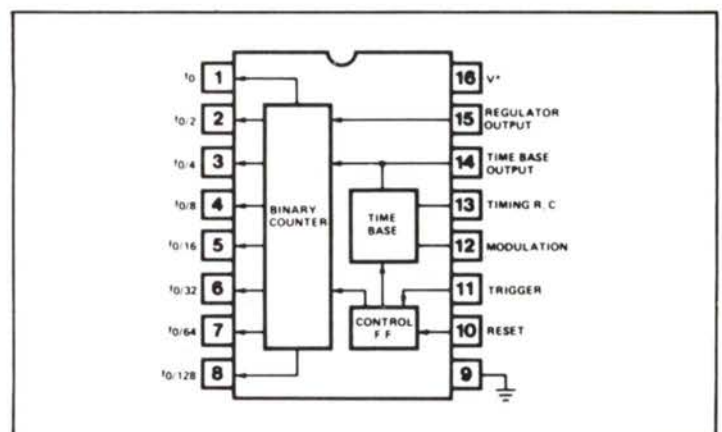 f0 1
f0/2 2
f0/4 3
f0/8 4
f0/16 5
f0/32 6
f0/64 7
f0/128 8
BINARY
COUNTER
TIME
BASE
CONTROL
F F
16 V+
15 REGULATOR
OUTPUT
14 TIME BASE
OUTPUT
13 TIMING R. C
12 MODULATION
11 TRIGGER
10 RESET
9